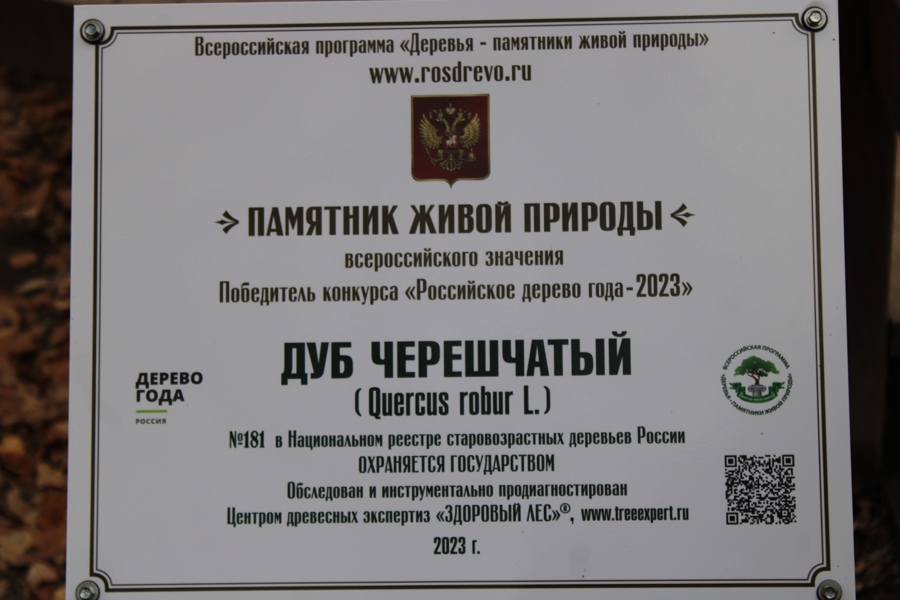 Всероссийская программа «Деревья - памятники живой природы»
www.rosdrevo.ru
ПАМЯТНИК ЖИВОЙ ПРИРОДЫ
всероссийского значения
Победитель конкурса «Российское дерево года-2023»
ДУБ ЧЕРЕШЧАТЫЙ
(Quercus robur L.)
ДЕРЕВО
ГОДА
РОССИЯ
ВСЕРОССИЙСКАЯ ПРОГРАММА
«ДЕРЕВЬЯ - ПАМЯТНИКИ ЖИВОЙ ПРИРОДЫ»
№181 в Национальном реестре старовозрастных деревьев России
ОХРАНЯЕТСЯ ГОСУДАРСТВОМ
Обследован и инструментально продиагностирован
Центром древесных экспертиз «ЗДОРОВЫЙ ЛЕС»®, www.treeexpert.ru
2023 г.